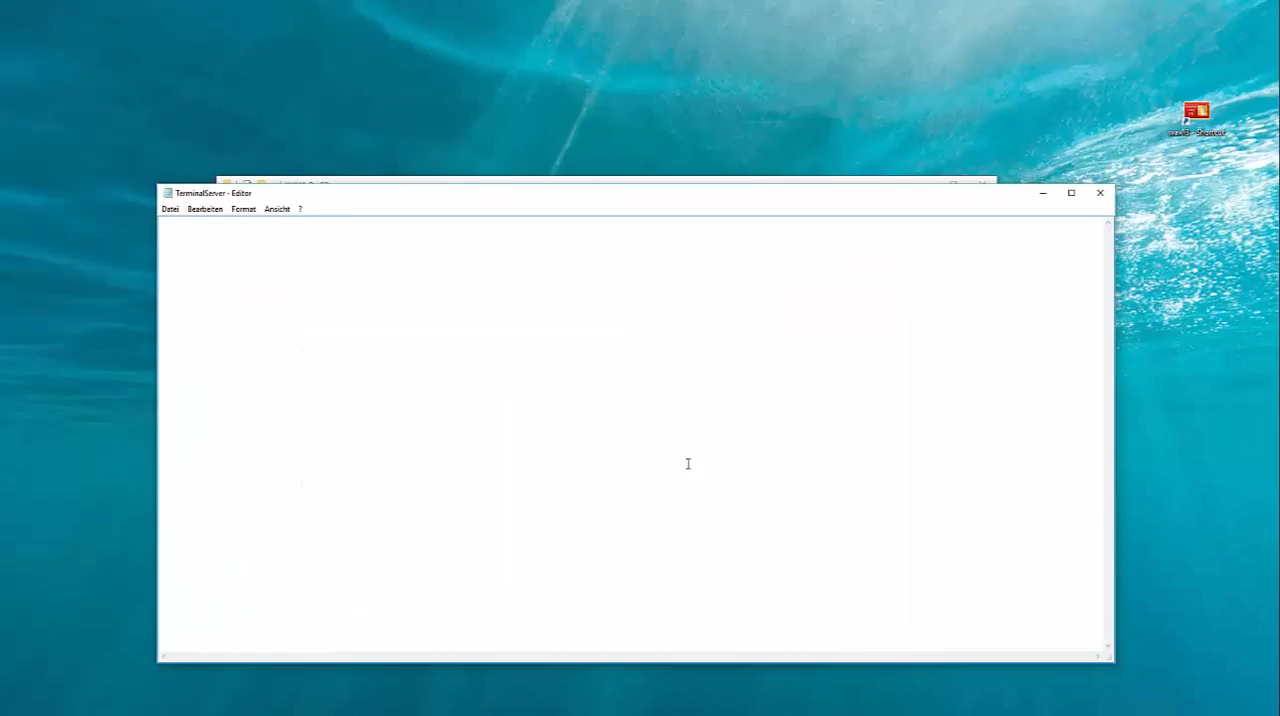 TerminalServer - Editor
Datei Bearbeiten Format Ansicht ?